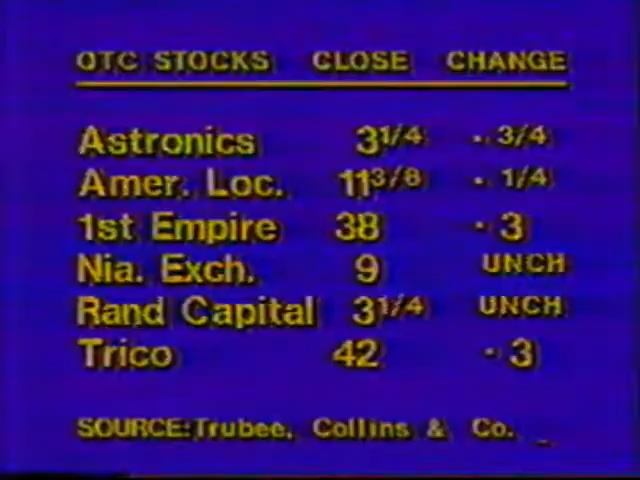 OTC STOCKS CLOSE CHANGE
Astronics 3 1/4 - 3/4
Amer. Loc. 11 3/8 - 1/4
1st Empire 38 - 3
Nia. Exch. 9 UNCH
Rand Capital 3 1/4 UNCH
Trico 42 - 3
SOURCE:Trubee, Collins & Co. _